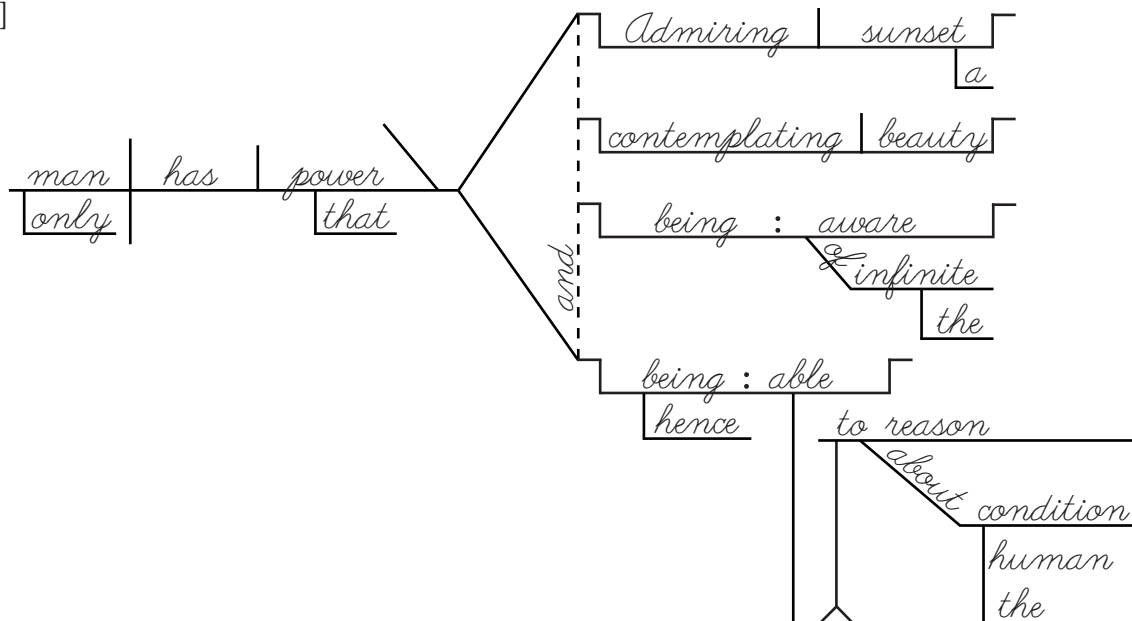 ]
Admiring sunset
a
contemplating beauty
man has power
only that
being : aware
of
infinite
the
and
being : able
hence
to reason
about
condition
human
the